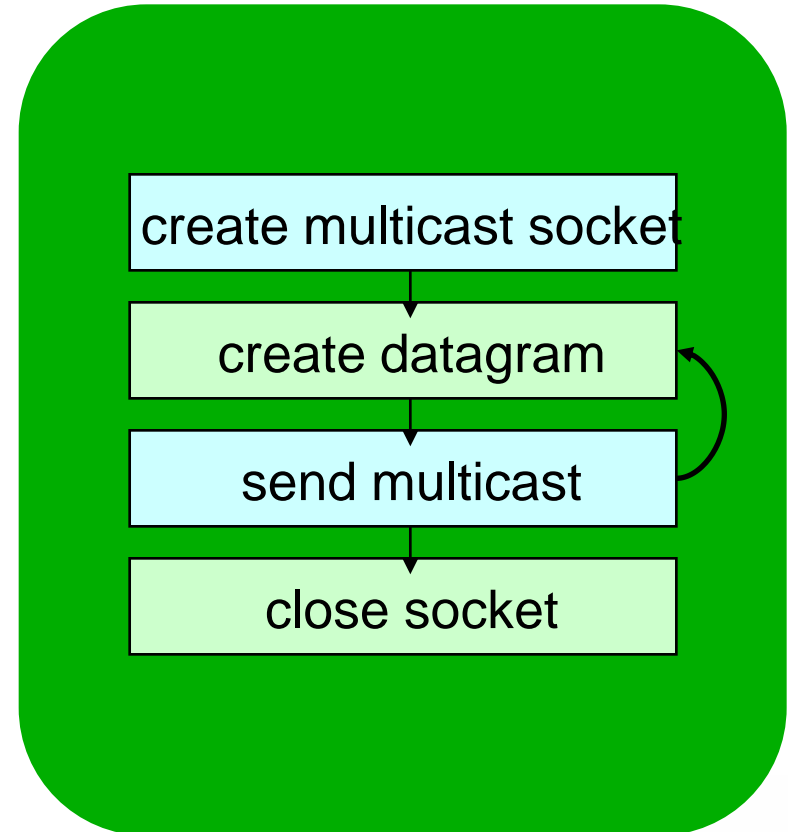 create multicast socket
create datagram
send multicast
close socket